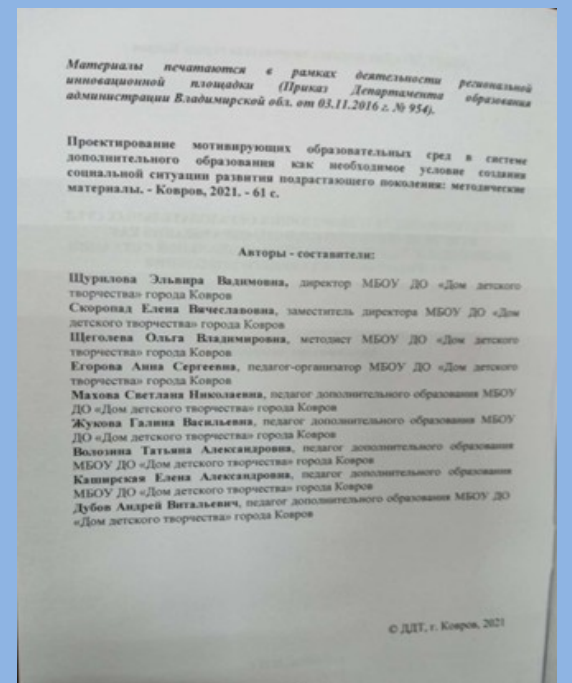 Материалы печатаются в рамках деятельности региональной
инновационной площадки (Приказ Департамента образования
администрации Владимирской обл. от 03.11.2016 г. № 954).
Проектирование мотивирующих образовательных сред в системе
дополнительного образования как необходимое условие создания
социальной ситуации развития подрастающего поколения: методические
материалы. - Ковров, 2021. - 61 с.
Авторы - составители:
Щурилова Эльвира Вадимовна, директор МБОУ ДО «Дом детского
творчества» города Ковров
Скоропад Елена Вячеславовна, заместитель директора МБОУ ДО «Дом
детского творчества» города Ковров
Щеголева Ольга Владимировна, методист МБОУ ДО «Дом детского
творчества» города Ковров
Егорова Анна Сергеевна, педагог-организатор МБОУ ДО «Дом детского
творчества» города Ковров
Махова Светлана Николаевна, педагог дополнительного образования МБОУ
ДО «Дом детского творчества» города Ковров
Жукова Галина Васильевна, педагог дополнительного образования МБОУ
ДО «Дом детского творчества» города Ковров
Волозина Татьяна Александровна, педагог дополнительного образования
МБОУ ДО «Дом детского творчества» города Ковров
Каширская Елена Александровна, педагог дополнительного образования
МБОУ ДО «Дом детского творчества» города Ковров
Дубов Андрей Витальевич, педагог дополнительного образования МБОУ ДО
«Дом детского творчества» города Ковров
© ДДТ, г. Ковров, 2021